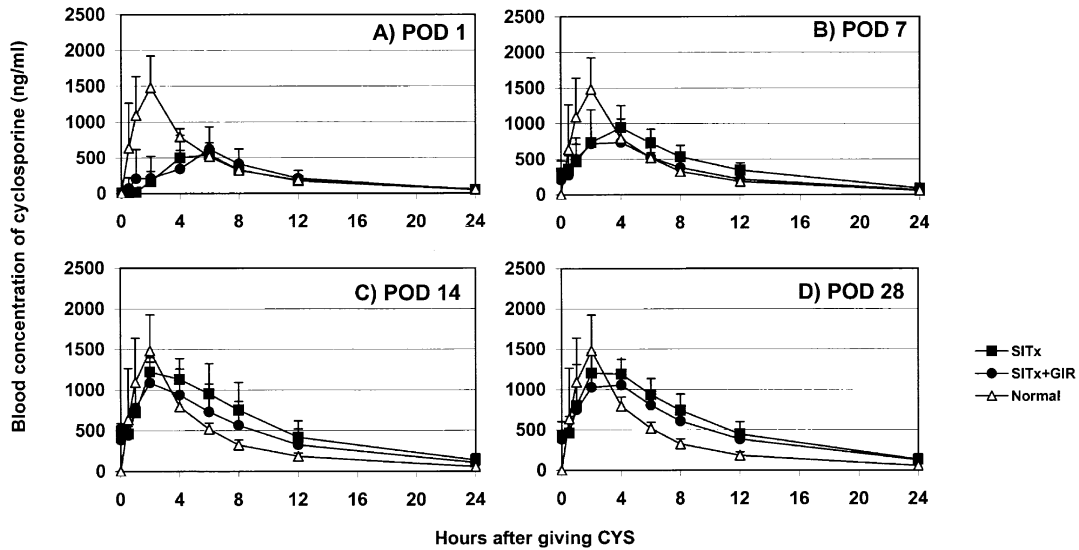 Blood concentration of cyclosporine (ng/ml)
A) POD 1
2500
2000
1500
1000
500
0
0 4 8 12 16 20 24
B) POD 7
2500
2000
1500
1000
500
0
0 4 8 12 16 20 24
C) POD 14
2500
2000
1500
1000
500
0
0 4 8 12 16 20 24
D) POD 28
2500
2000
1500
1000
500
0
0 4 8 12 16 20 24
SITx
SITx+GIR
Normal
Hours after giving CYS